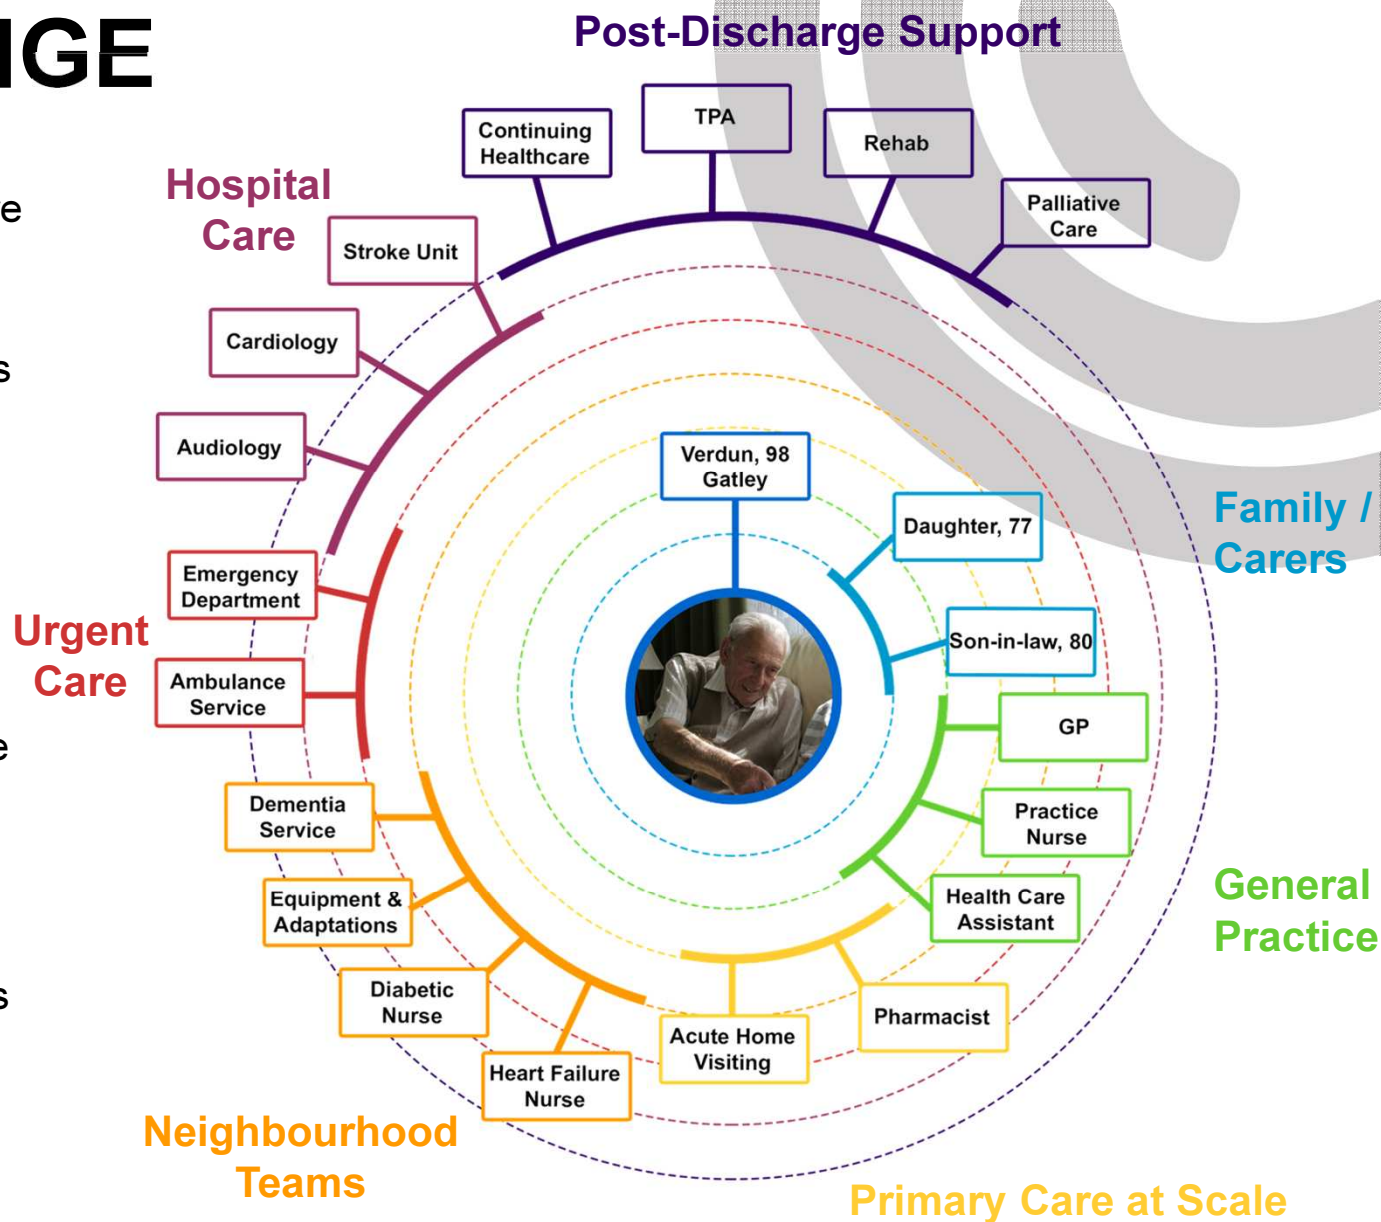 Post-Discharge Support
TPA
Continuing
Healthcare
Rehab
Palliative
Care
Hospital
Care
Stroke Unit
Cardiology
Audiology
Verdun, 98
Gatley
Family /
Carers
Daughter, 77
Son-in-law, 80
Emergency
Department
Urgent
Care
Ambulance
Service
GP
Practice
Nurse
Health Care
Assistant
General
Practice
Dementia
Service
Equipment &
Adaptations
Diabetic
Nurse
Heart Failure
Nurse
Acute Home
Visiting
Pharmacist
Neighbourhood
Teams
Primary Care at Scale